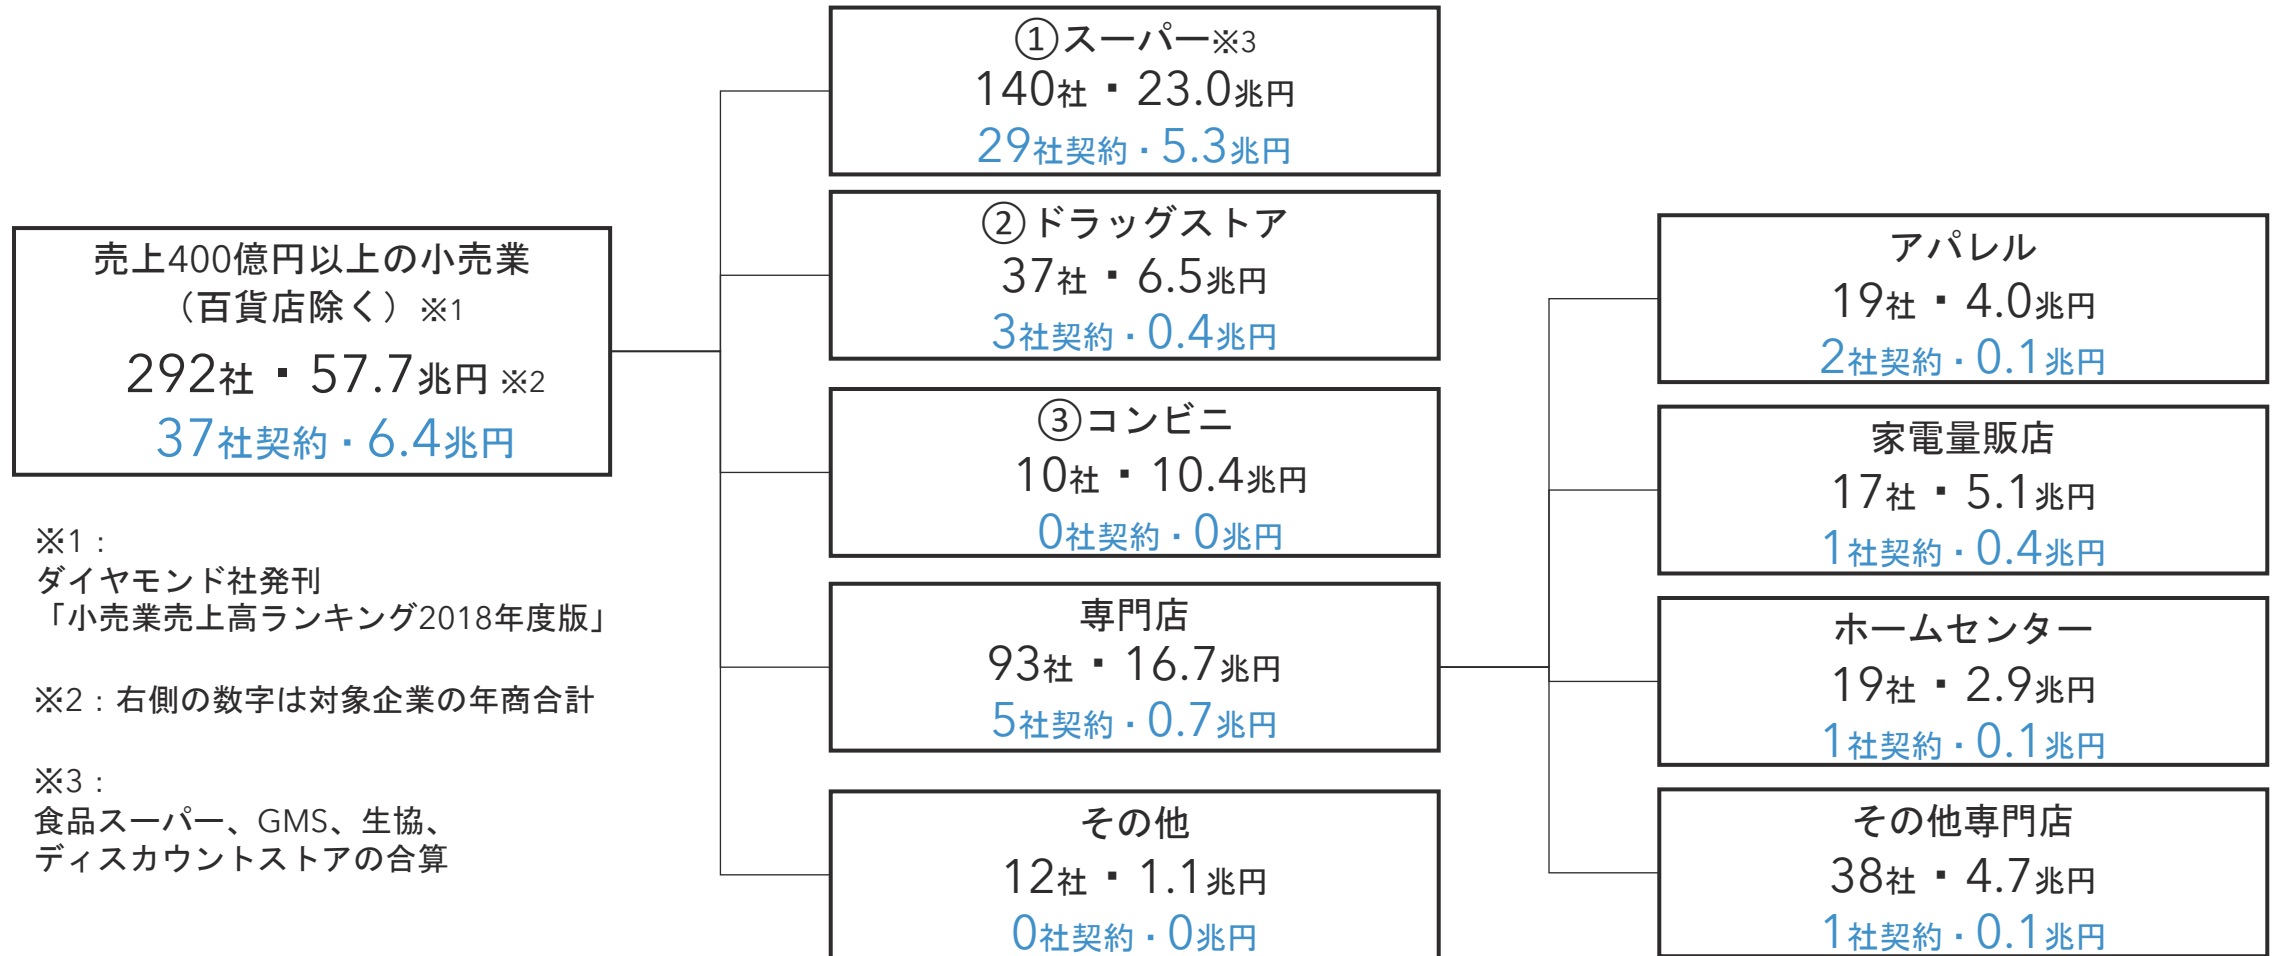 売上400億円以上の小売業
（百貨店除く）※1
292社・57.7兆円 ※2
37社契約・6.4兆円
※1：
ダイヤモンド社発刊
「小売業売上高ランキング2018年度版」
※2：右側の数字は対象企業の年商合計
※3：
食品スーパー、GMS、生協、
ディスカウントストアの合算
①スーパー※3
140社・23.0兆円
29社契約・5.3兆円
②ドラッグストア
37社・6.5兆円
3社契約・0.4兆円
③コンビニ
10社・10.4兆円
0社契約・0兆円
専門店
93社・16.7兆円
5社契約・0.7兆円
その他
12社・1.1兆円
0社契約・0兆円
アパレル
19社・4.0兆円
2社契約・0.1兆円
家電量販店
17社・5.1兆円
1社契約・0.4兆円
ホームセンター
19社・2.9兆円
1社契約・0.1兆円
その他専門店
38社・4.7兆円
1社契約・0.1兆円